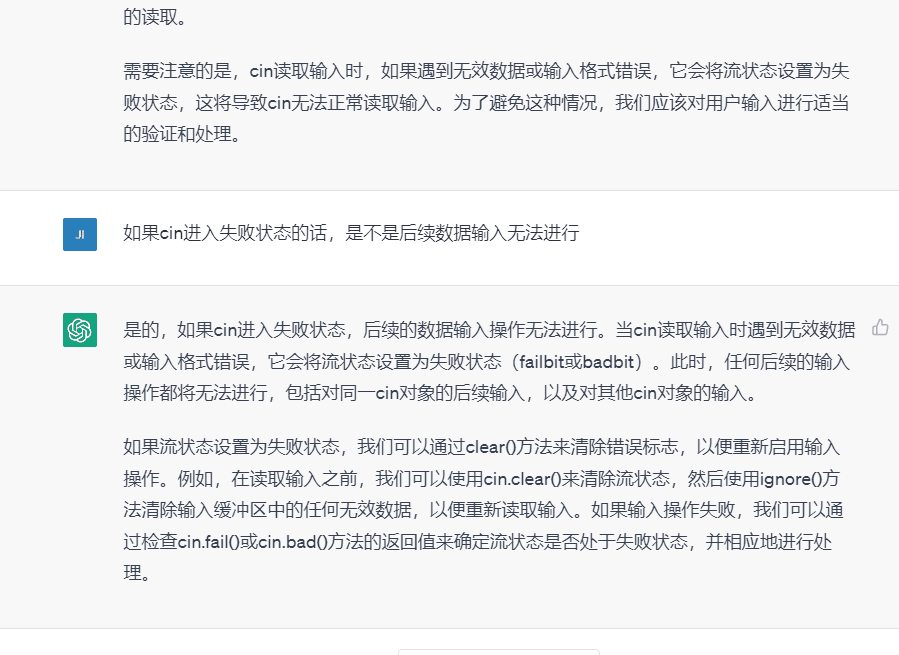 的读取。
需要注意的是，cin读取输入时，如果遇到无效数据或输入格式错误，它会将流状态设置为失
败状态，这将导致cin无法正常读取输入。为了避免这种情况，我们应该对用户输入进行适当
的验证和处理。
JI
如果cin进入失败状态的话，是不是后续数据输入无法进行
是的，如果cin进入失败状态，后续的数据输入操作无法进行。当cin读取输入时遇到无效数据
或输入格式错误，它会将流状态设置为失败状态（failbit或badbit）。此时，任何后续的输入
操作都将无法进行，包括对同一cin对象的后续输入，以及对其他cin对象的输入。
如果流状态设置为失败状态，我们可以通过clear()方法来清除错误标志，以便重新启用输入
操作。例如，在读取输入之前，我们可以使用cin.clear()来清除流状态，然后使用ignore()方
法清除输入缓冲区中的任何无效数据，以便重新读取输入。如果输入操作失败，我们可以通
过检查cin.fail()或cin.bad()方法的返回值来确定流状态是否处于失败状态，并相应地进行处
理。